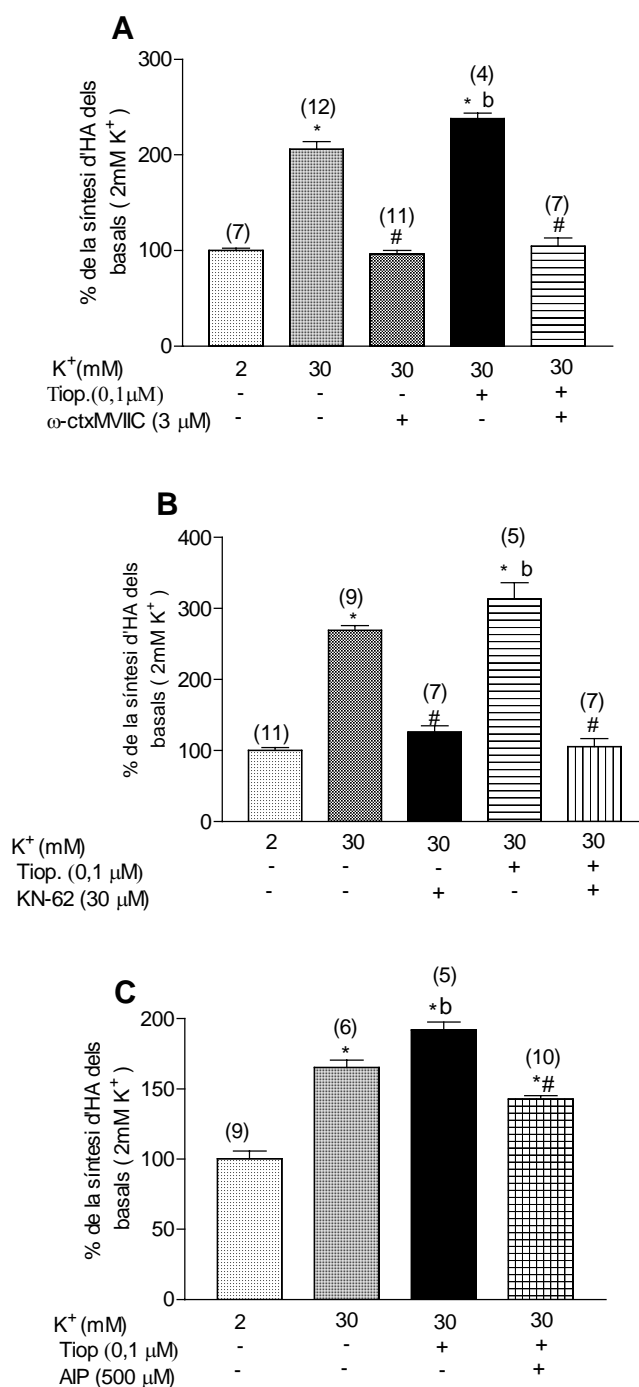 A
% de la síntesi d'HA dels
basals ( 2mM K⁺)
300
200
100
0
(7)
(12)
*
(11)
#
(4)
* b
(7)
#
K⁺(mM) 2 30 30 30 30
Tiop.(0,1µM) - - - + +
ω-ctxMVIIC (3 µM) - - + - +
B
% de la síntesi d'HA dels
basals ( 2mM K⁺)
400
300
200
100
0
(11)
(9)
*
(7)
#
(5)
* b
(7)
#
K⁺(mM) 2 30 30 30 30
Tiop. (0,1 µM) - - - + +
KN-62 (30 µM) - - + - +
C
% de la síntesi d'HA dels
basals ( 2mM K⁺)
200
150
100
50
0
(9)
(6)
*
(5)
*b
(10)
*#
K⁺(mM) 2 30 30 30
Tiop (0,1 µM) - - + +
AIP (500 µM) - - - +